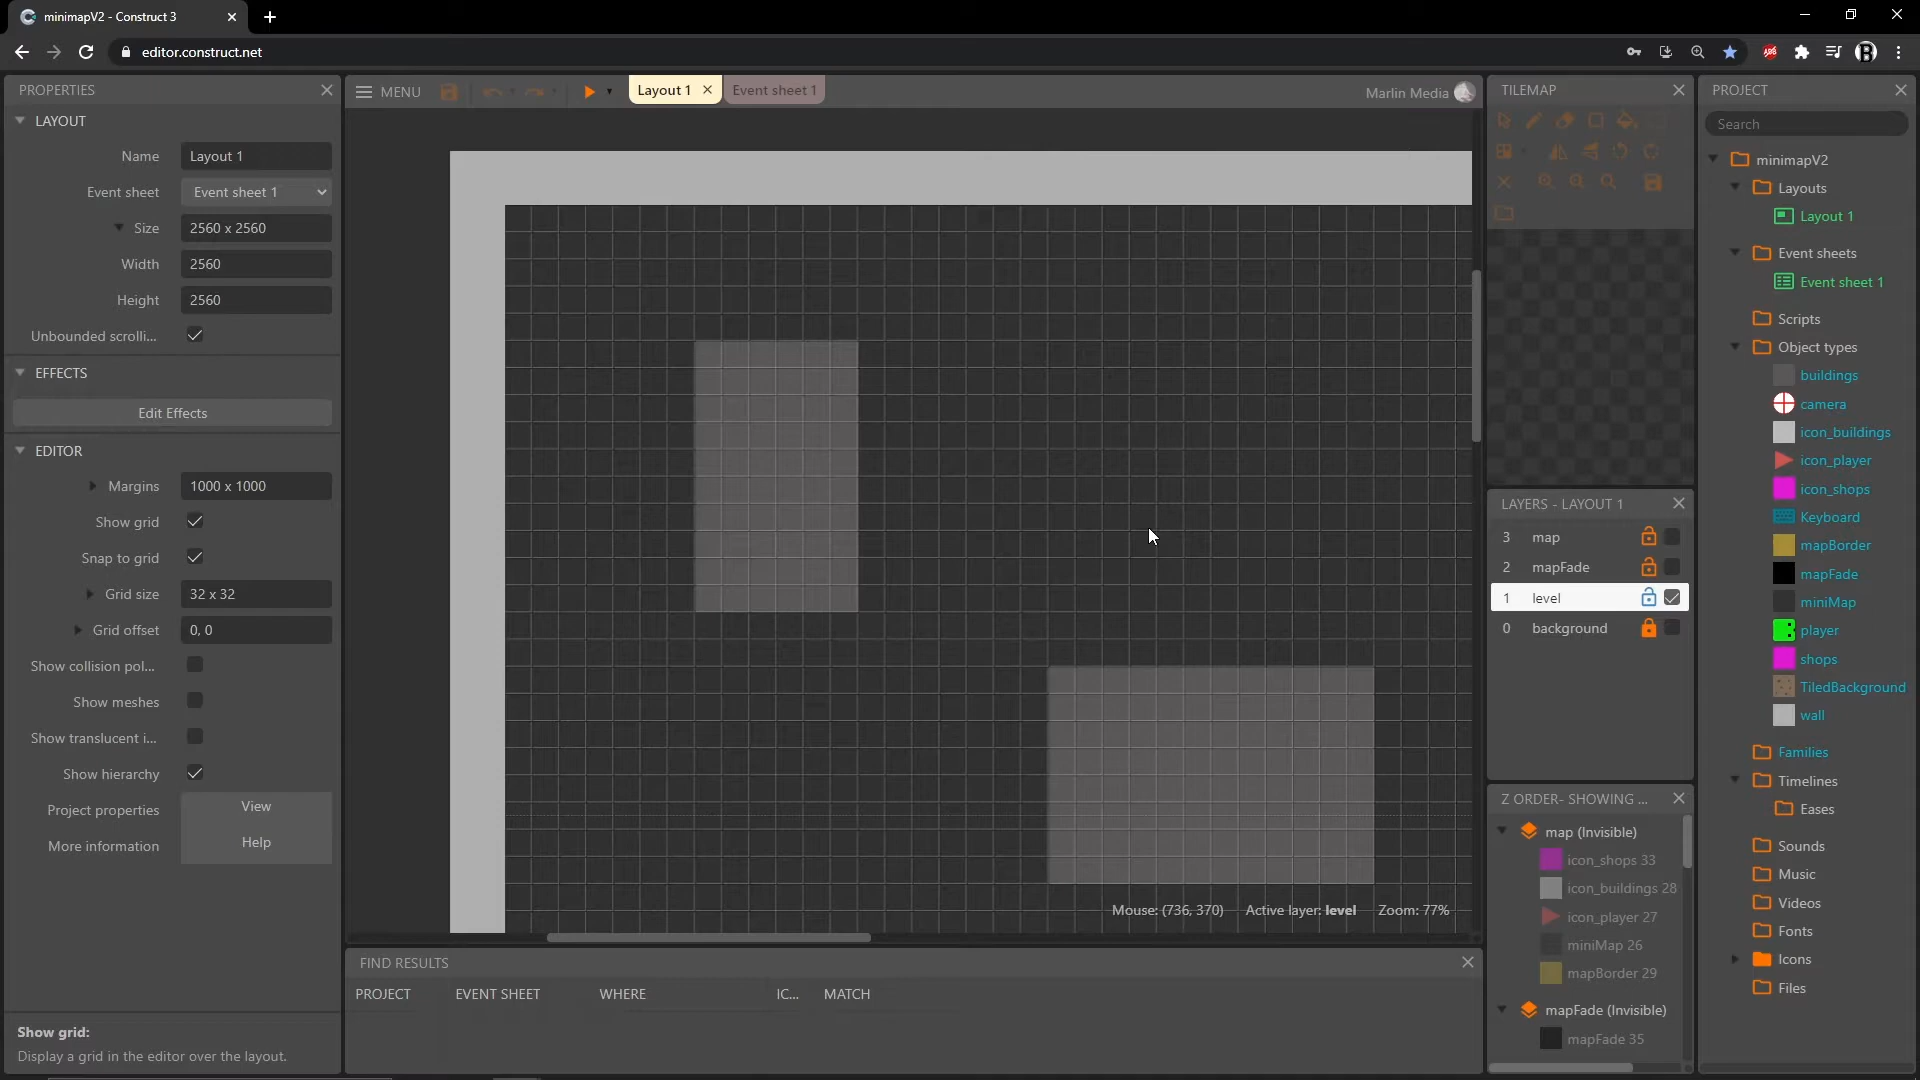 minimapV2 - Construct 3
editor.construct.net
PROPERTIES
LAYOUT
Name Layout 1
Event sheet Event sheet 1
Size 2560 x 2560
Width 2560
Height 2560
Unbounded scrolli...
EFFECTS
Edit Effects
EDITOR
Margins 1000 x 1000
Show grid
Snap to grid
Grid size 32 x 32
Grid offset 0, 0
Show collision pol...
Show meshes
Show translucent i...
Show hierarchy
Project properties View
More information Help
Show grid:
Display a grid in the editor over the layout.
MENU
Layout 1
Event sheet 1
Marlin Media
Mouse: (736, 370) Active layer: level Zoom: 77%
FIND RESULTS
PROJECT EVENT SHEET WHERE IC... MATCH
TILEMAP
LAYERS - LAYOUT 1
3 map
2 mapFade
1 level
0 background
Z ORDER- SHOWING ...
map (Invisible)
icon_shops 33
icon_buildings 28
icon_player 27
miniMap 26
mapBorder 29
mapFade (Invisible)
mapFade 35
PROJECT
Search
minimapV2
Layouts
Layout 1
Event sheets
Event sheet 1
Scripts
Object types
buildings
camera
icon_buildings
icon_player
icon_shops
Keyboard
mapBorder
mapFade
miniMap
player
shops
TiledBackground
wall
Families
Timelines
Eases
Sounds
Music
Videos
Fonts
Icons
Files